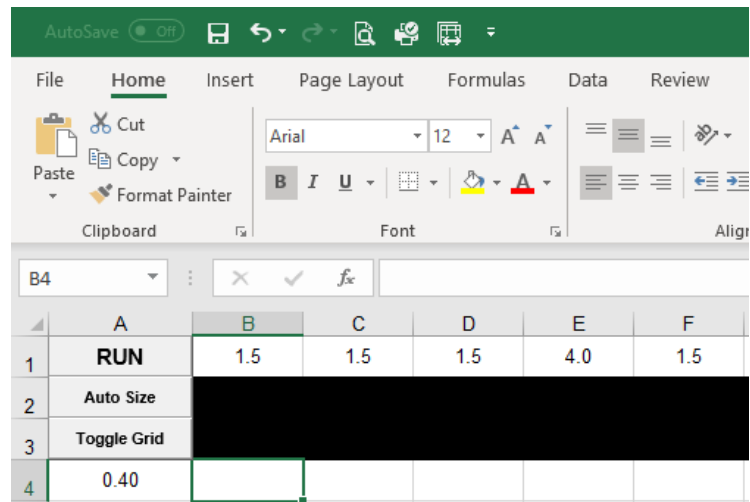 AutoSave Off
File Home Insert Page Layout Formulas Data Review
Cut
Copy
Paste
Format Painter
Arial 12 A A
B I U A
Clipboard Font Align
B4 fx
A B C D E F
1 RUN 1.5 1.5 1.5 4.0 1.5
2 Auto Size
3 Toggle Grid
4 0.40